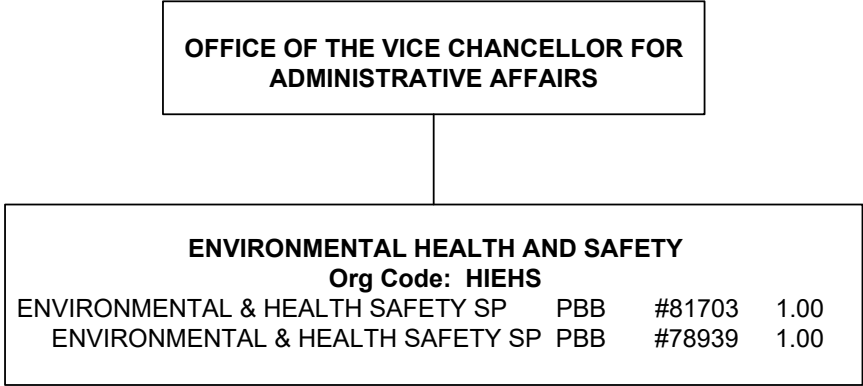 OFFICE OF THE VICE CHANCELLOR FOR
ADMINISTRATIVE AFFAIRS
ENVIRONMENTAL HEALTH AND SAFETY
Org Code: HIEHS
ENVIRONMENTAL & HEALTH SAFETY SP PBB #81703 1.00
ENVIRONMENTAL & HEALTH SAFETY SP PBB #78939 1.00